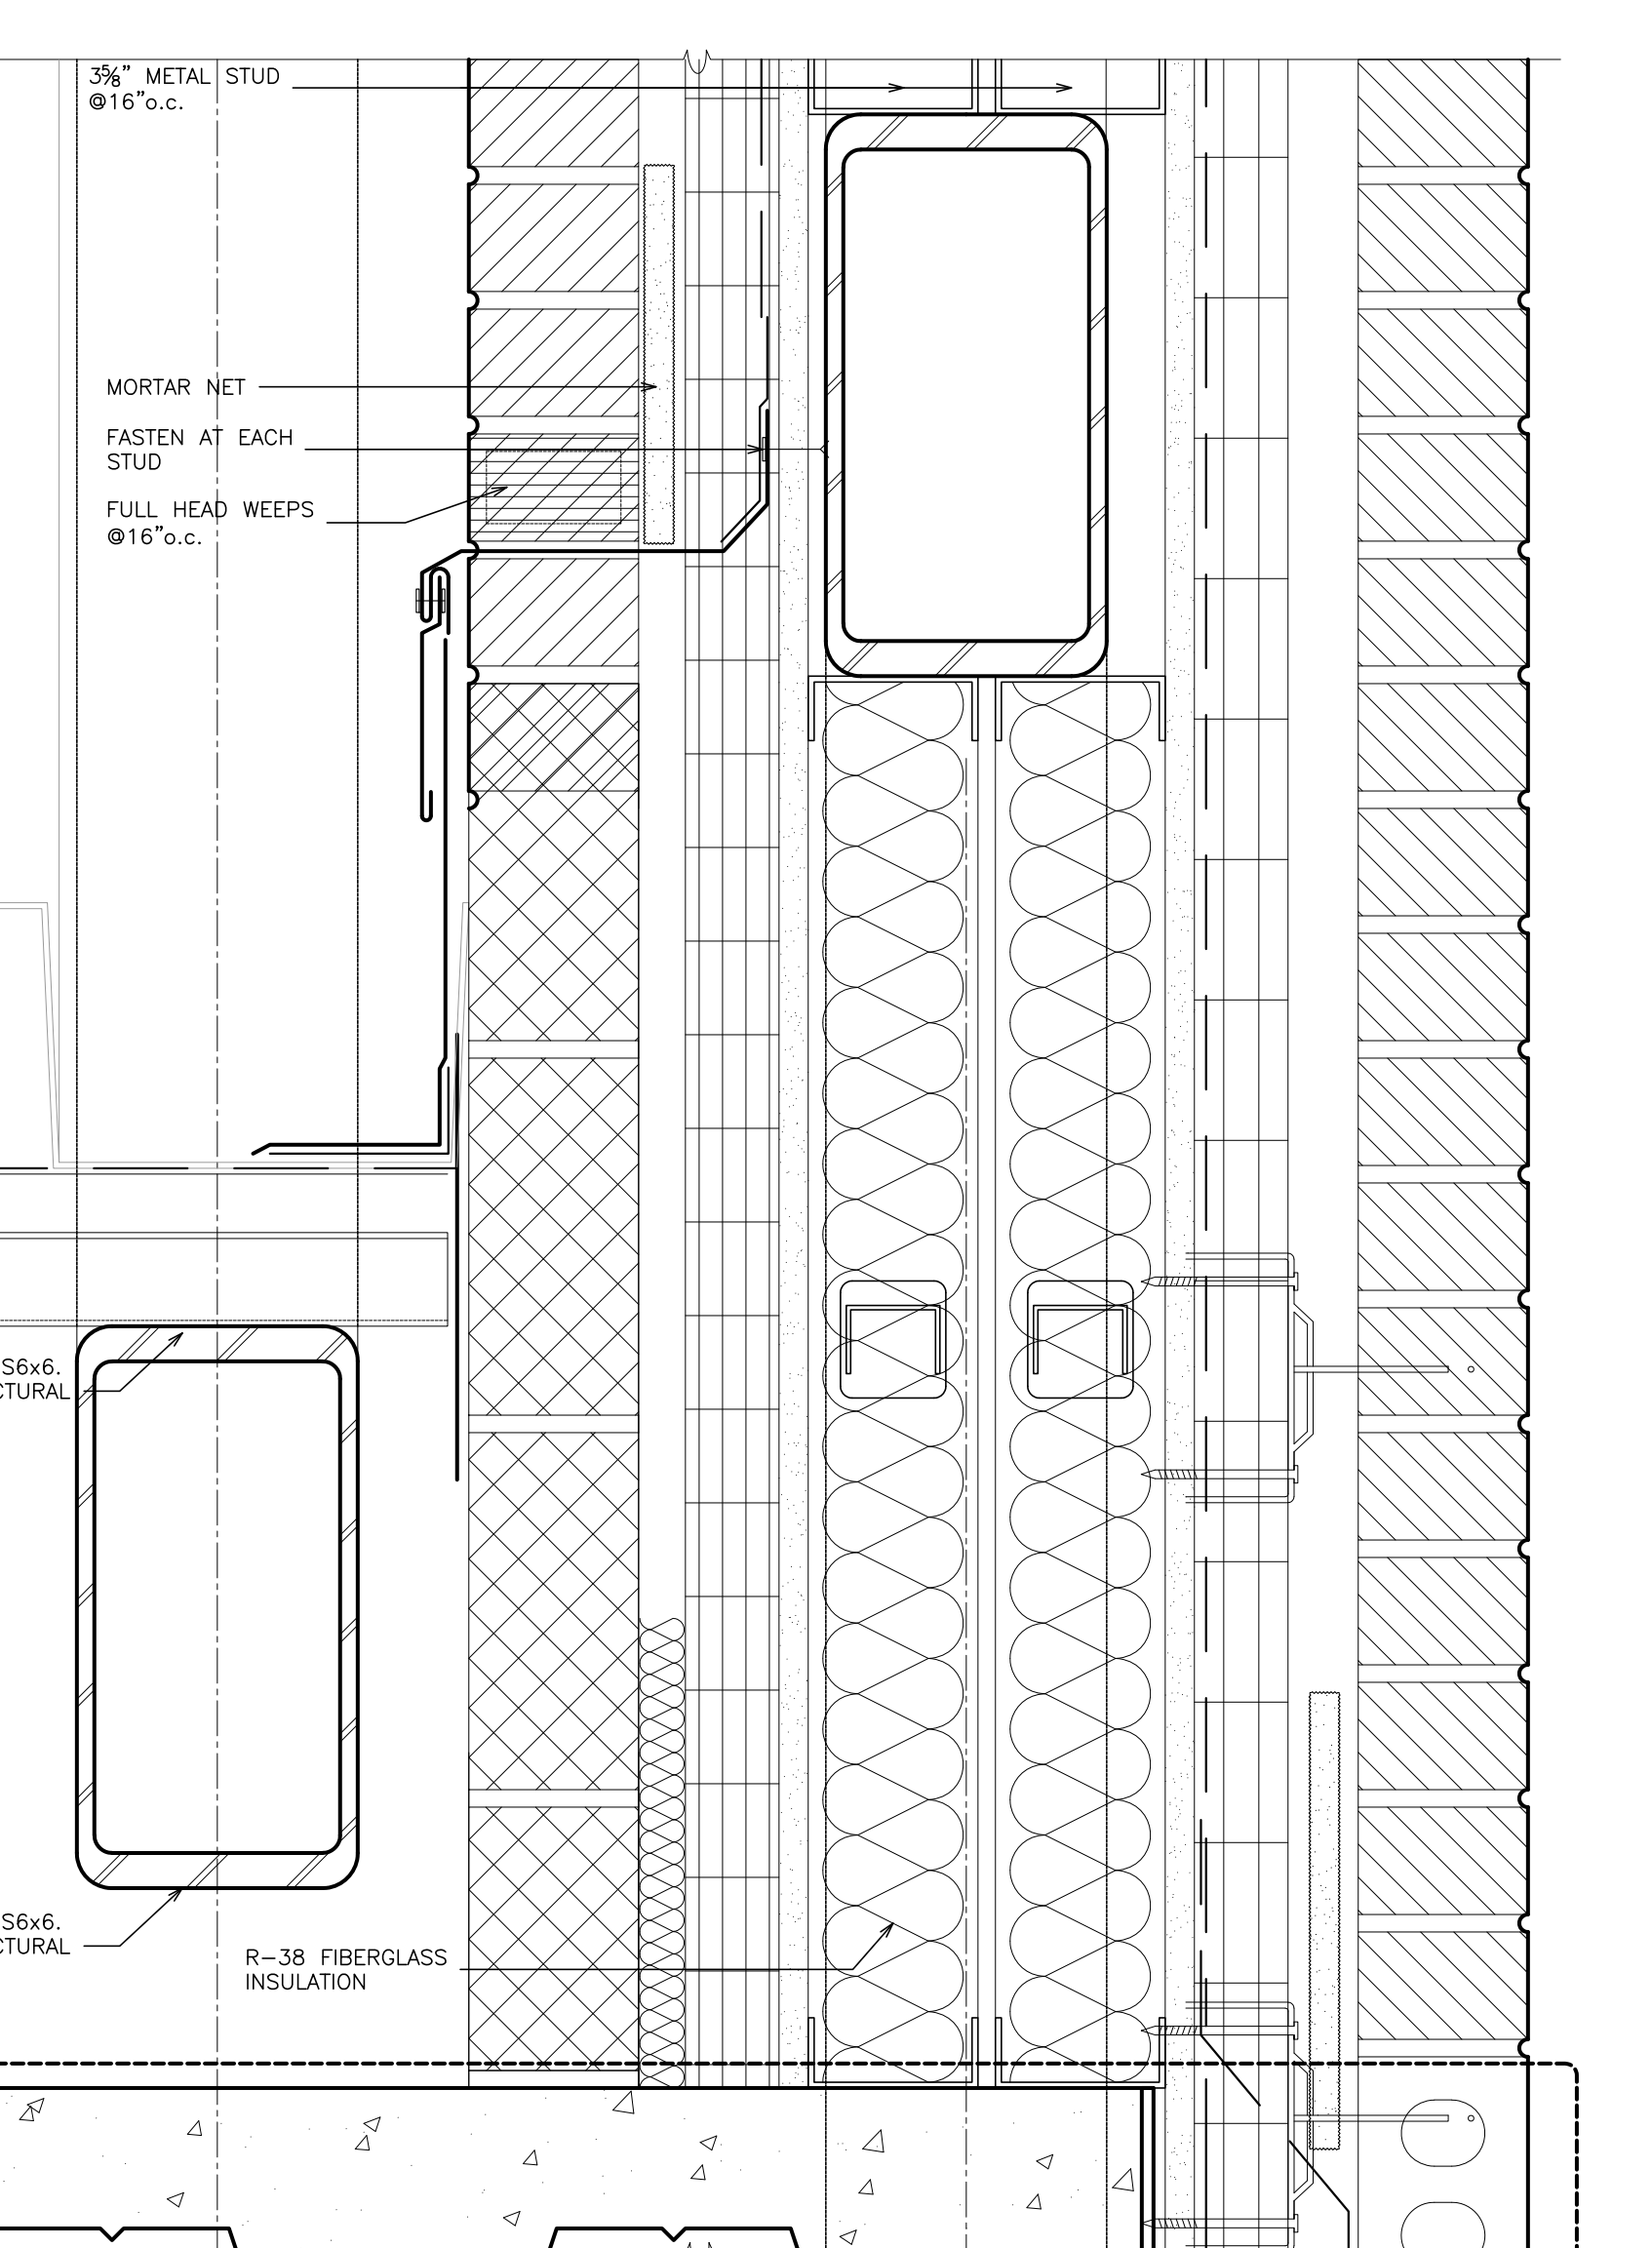 3⅝” METAL STUD
@16”o.c.
MORTAR NET
FASTEN AT EACH
STUD
FULL HEAD WEEPS
@16”o.c.
S6x6.
CTURAL
S6x6.
CTURAL
R-38 FIBERGLASS
INSULATION